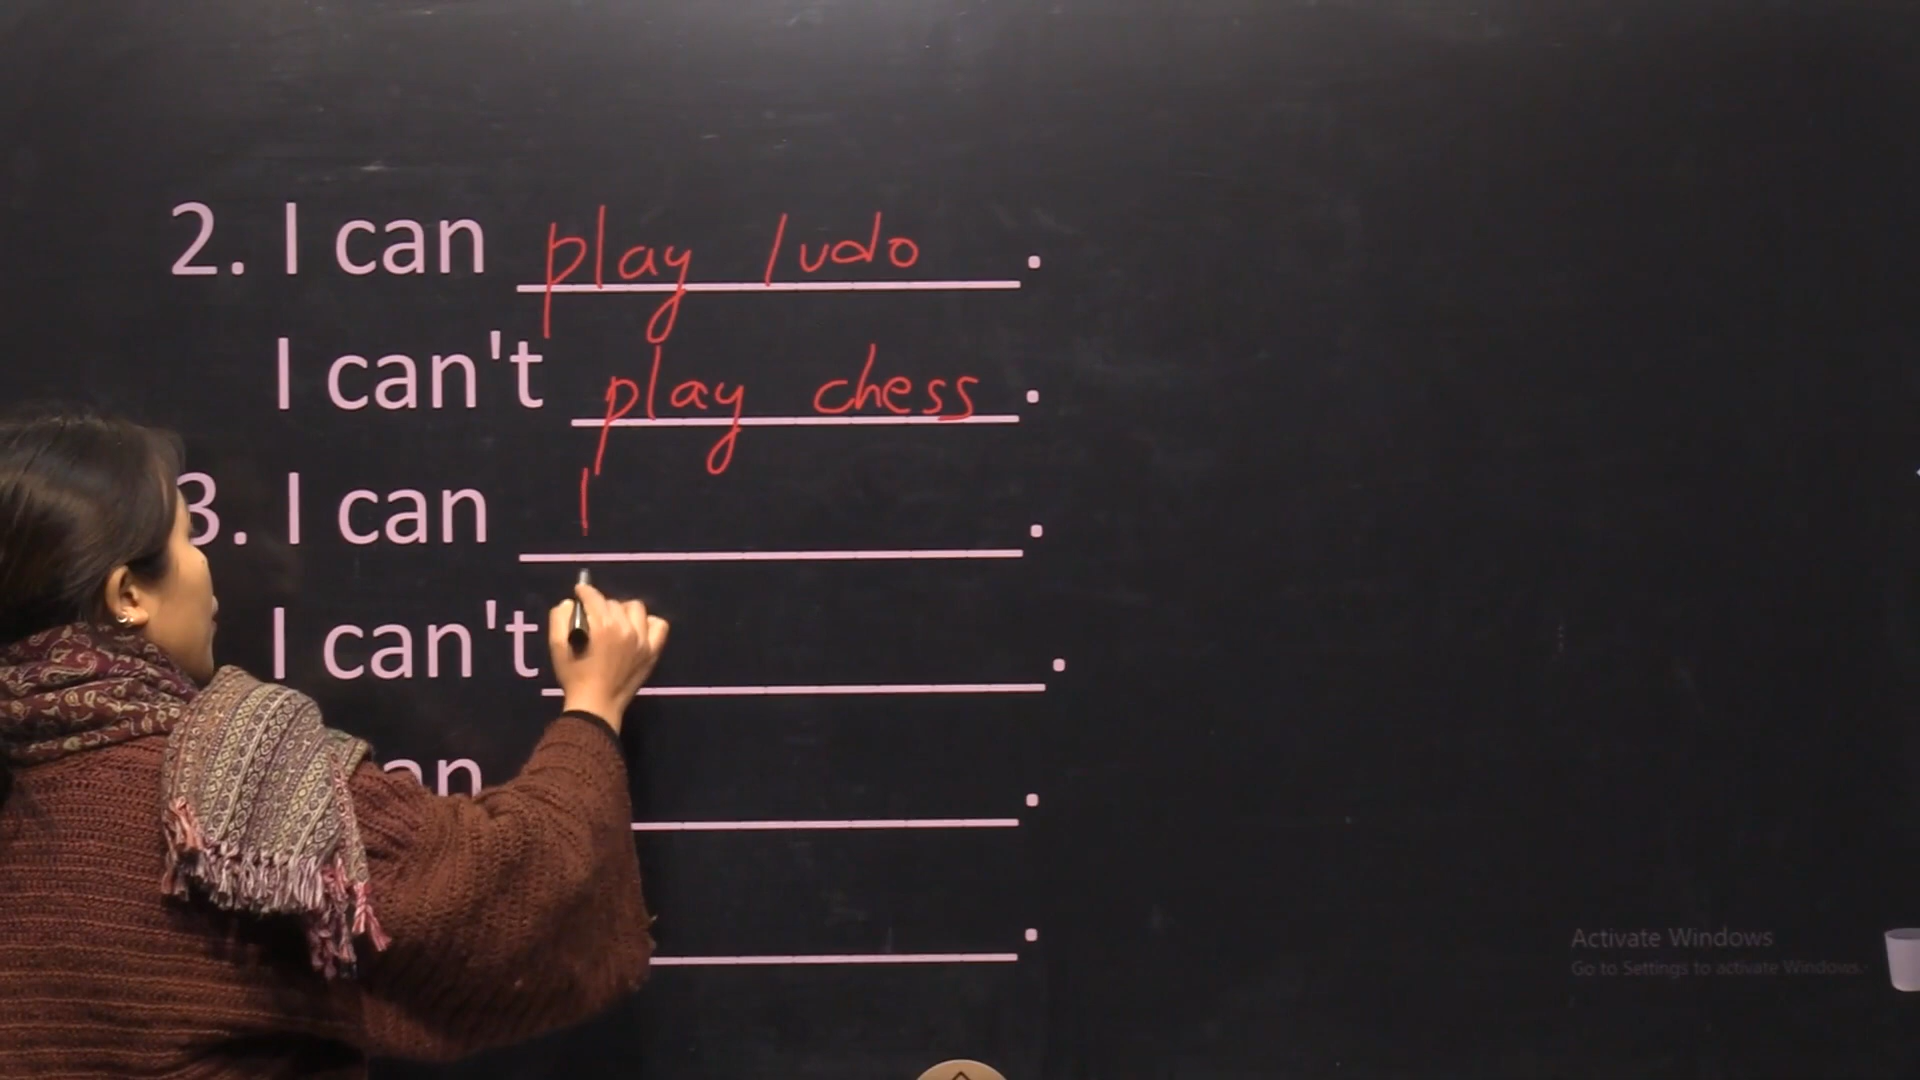 2. I can play ludo .
I can't play chess .
3. I can .
I can't .
.
.
Activate Windows
Go to Settings to activate Windows.